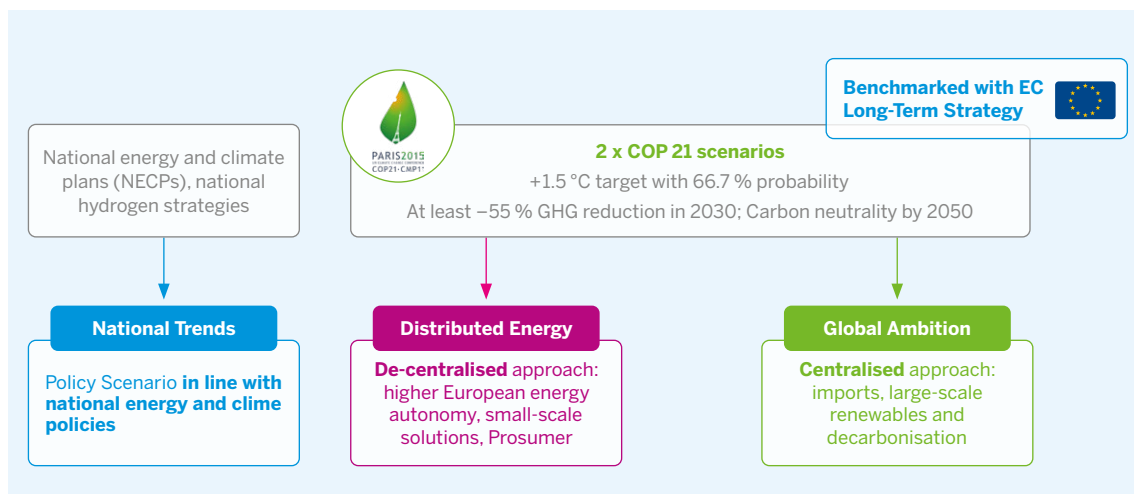 Benchmarked with EC
Long-Term Strategy
PARIS2015
COP21·CMP11
National energy and climate
plans (NECPs), national
hydrogen strategies
2 x COP 21 scenarios
+1.5 °C target with 66.7 % probability
At least –55 % GHG reduction in 2030; Carbon neutrality by 2050
National Trends
Policy Scenario in line with
national energy and clime
policies
Distributed Energy
De-centralised approach:
higher European energy
autonomy, small-scale
solutions, Prosumer
Global Ambition
Centralised approach:
imports, large-scale
renewables and
decarbonisation